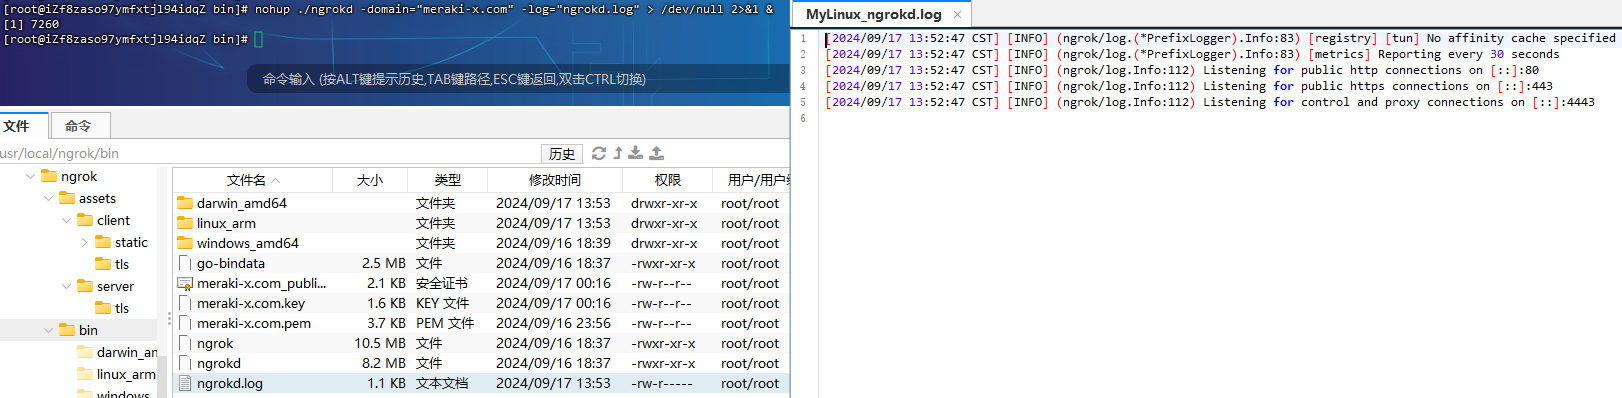 [root@iZf8zaso97ymfxtjl94idqZ bin]# nohup ./ngrokd -domain="meraki-x.com" -log="ngrokd.log" > /dev/null 2>&1 &
[1] 7260
[root@iZf8zaso97ymfxtjl94idqZ bin]#
命令输入 (按ALT键提示历史,TAB键路径,ESC键返回,双击CTRL切换)
文件 命令
usr/local/ngrok/bin 历史
ngrok
assets
client
static
tls
server
tls
bin
darwin_am
linux_arm
windows
文件名 大小 类型 修改时间 权限 用户/用户组
darwin_amd64 文件夹 2024/09/17 13:53 drwxr-xr-x root/root
linux_arm 文件夹 2024/09/17 13:53 drwxr-xr-x root/root
windows_amd64 文件夹 2024/09/16 18:39 drwxr-xr-x root/root
go-bindata 2.5 MB 文件 2024/09/16 18:37 -rwxr-xr-x root/root
meraki-x.com_publi... 2.1 KB 安全证书 2024/09/17 00:16 -rw-r--r-- root/root
meraki-x.com.key 1.6 KB KEY 文件 2024/09/17 00:16 -rw-r--r-- root/root
meraki-x.com.pem 3.7 KB PEM 文件 2024/09/16 23:56 -rw-r--r-- root/root
ngrok 10.5 MB 文件 2024/09/16 18:37 -rwxr-xr-x root/root
ngrokd 8.2 MB 文件 2024/09/16 18:37 -rwxr-xr-x root/root
ngrokd.log 1.1 KB 文本文档 2024/09/17 13:53 -rw-r----- root/root
MyLinux_ngrokd.log
1 [2024/09/17 13:52:47 CST] [INFO] (ngrok/log.(*PrefixLogger).Info:83) [registry] [tun] No affinity cache specified
2 [2024/09/17 13:52:47 CST] [INFO] (ngrok/log.(*PrefixLogger).Info:83) [metrics] Reporting every 30 seconds
3 [2024/09/17 13:52:47 CST] [INFO] (ngrok/log.Info:112) Listening for public http connections on [::]:80
4 [2024/09/17 13:52:47 CST] [INFO] (ngrok/log.Info:112) Listening for public https connections on [::]:443
5 [2024/09/17 13:52:47 CST] [INFO] (ngrok/log.Info:112) Listening for control and proxy connections on [::]:4443
6